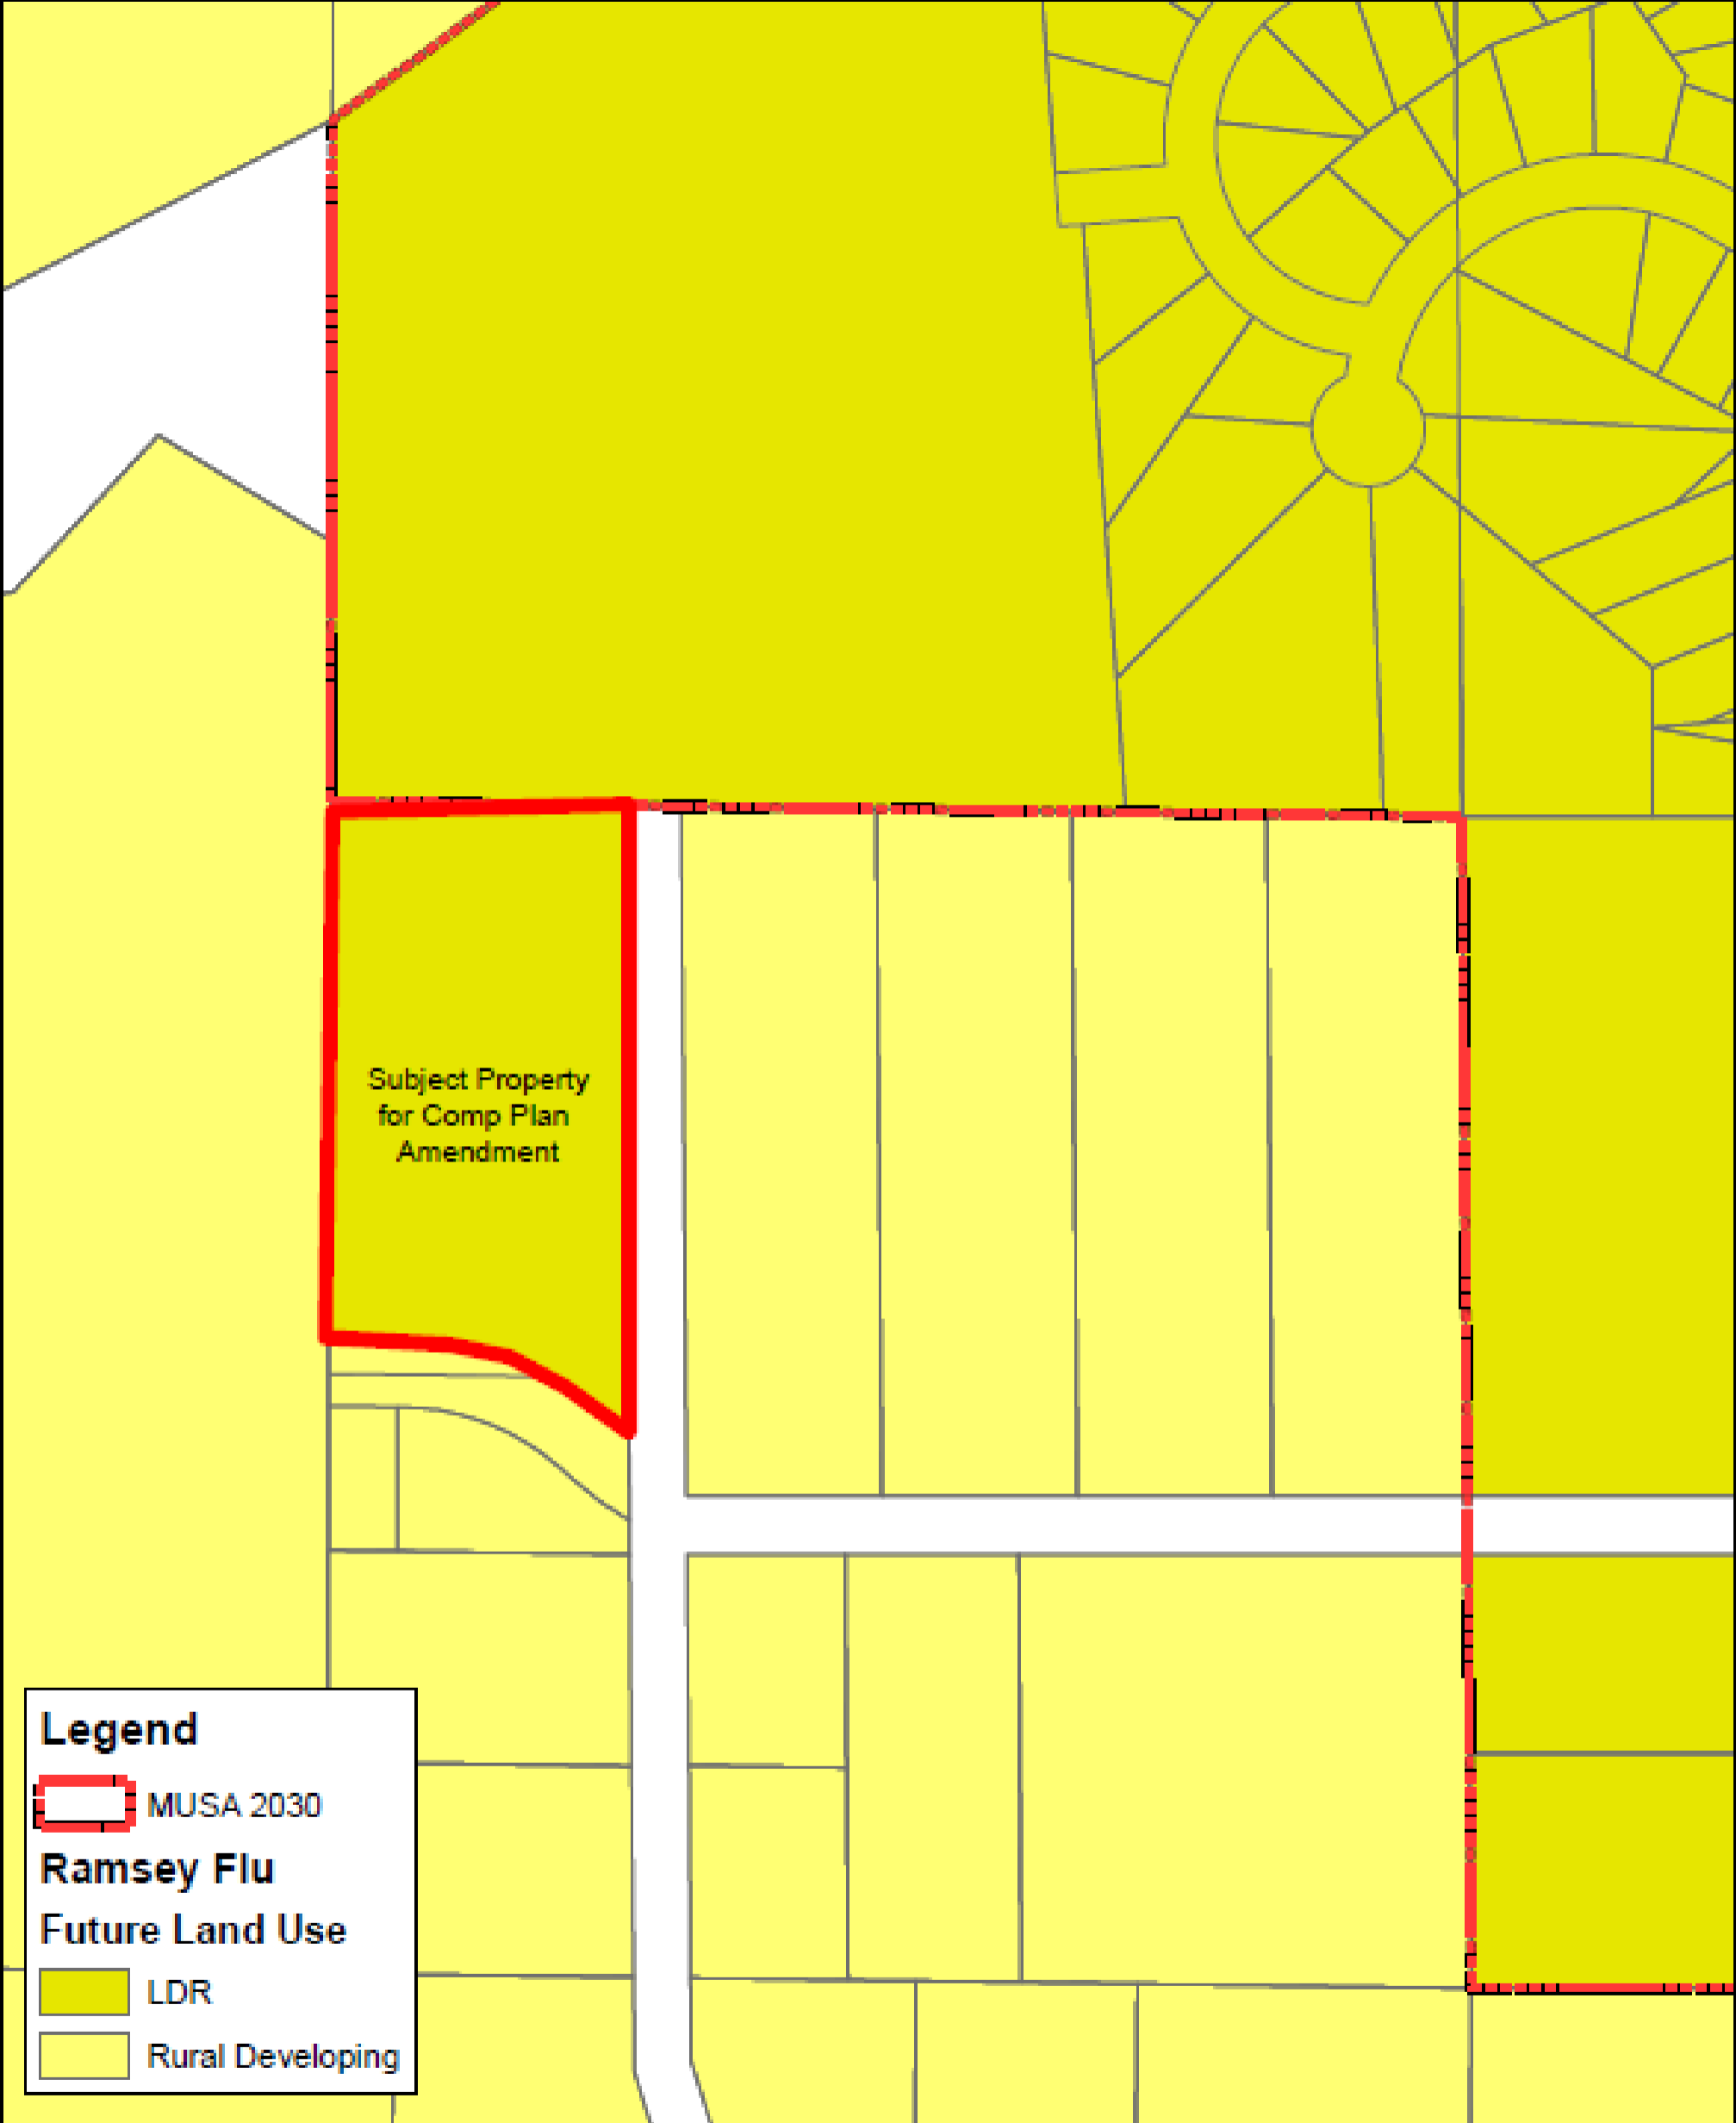 Subject Property
for Comp Plan
Amendment
Legend
MUSA 2030
Ramsey Flu
Future Land Use
LDR
Rural Developing